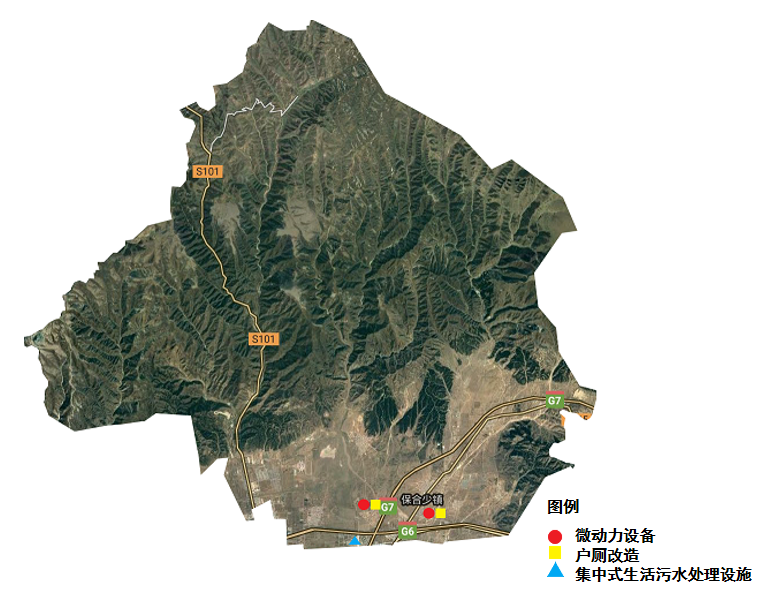 S101
S101
G7
保合少镇
G7
G6
图例
微动力设备
户厕改造
集中式生活污水处理设施